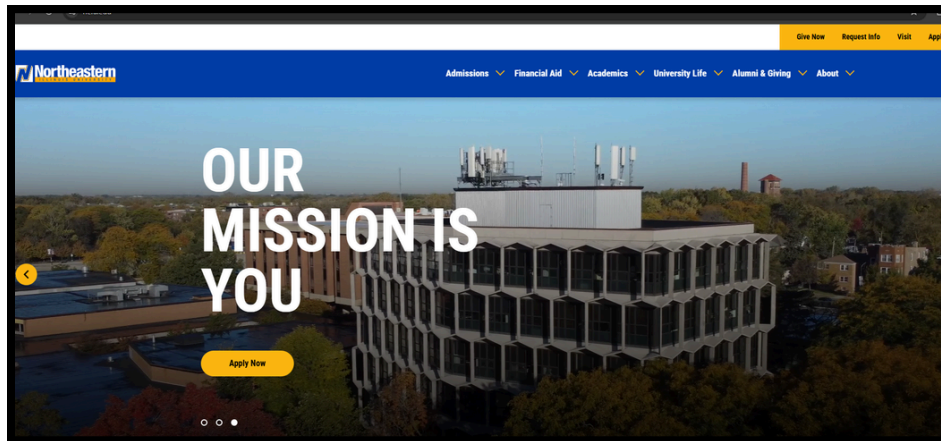 Give Now Request Info Visit
Northeastern
Admissions Financial Aid Academics University Life Alumni & Giving About
OUR
MISSION IS
YOU
Apply Now